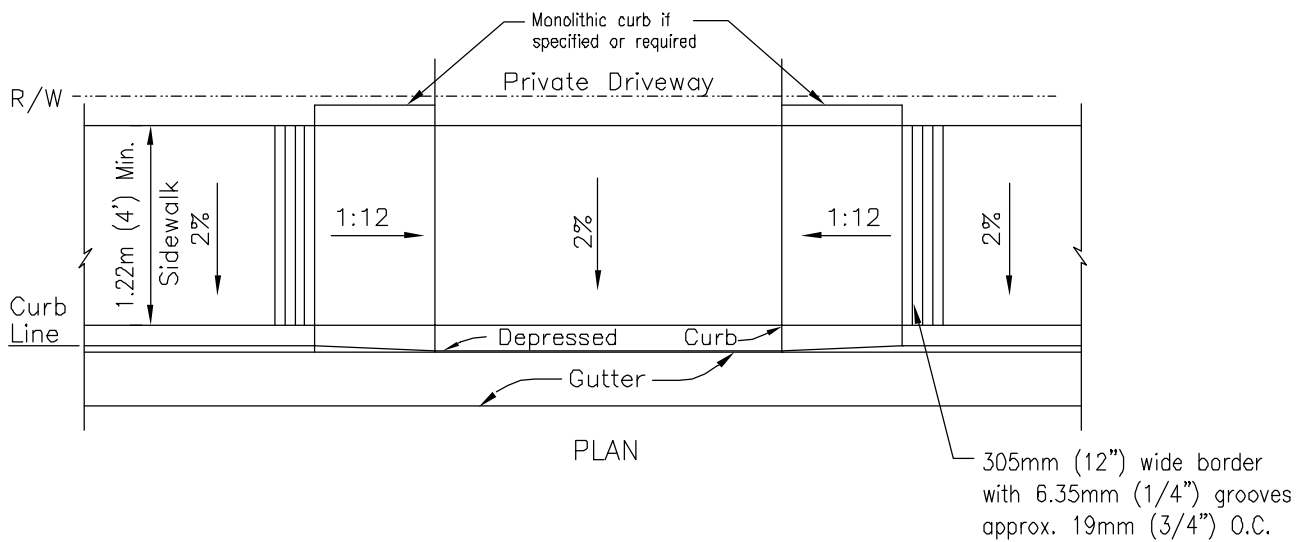 Monolithic curb if
specified or required
Private Driveway
R/W
1.22m (4') Min.
Sidewalk
2%
1:12
2%
1:12
2%
Curb
Line
Depressed
Curb
Gutter
PLAN
305mm (12") wide border
with 6.35mm (1/4") grooves
approx. 19mm (3/4") O.C.